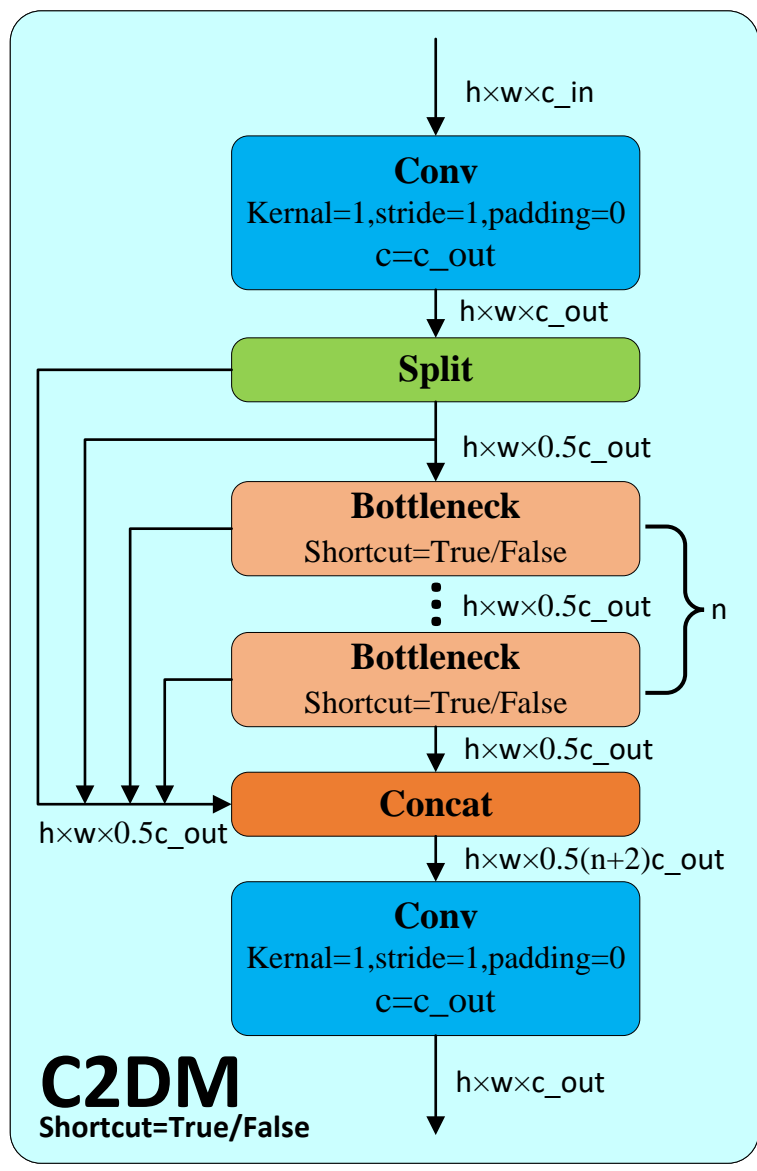 h×w×c_in
Conv
Kernal=1,stride=1,padding=0
c=c_out
h×w×c_out
Split
h×w×0.5c_out
Bottleneck
Shortcut=True/False
h×w×0.5c_out
n
Bottleneck
Shortcut=True/False
h×w×0.5c_out
Concat
h×w×0.5c_out
h×w×0.5(n+2)c_out
Conv
Kernal=1,stride=1,padding=0
c=c_out
h×w×c_out
C2DM
Shortcut=True/False